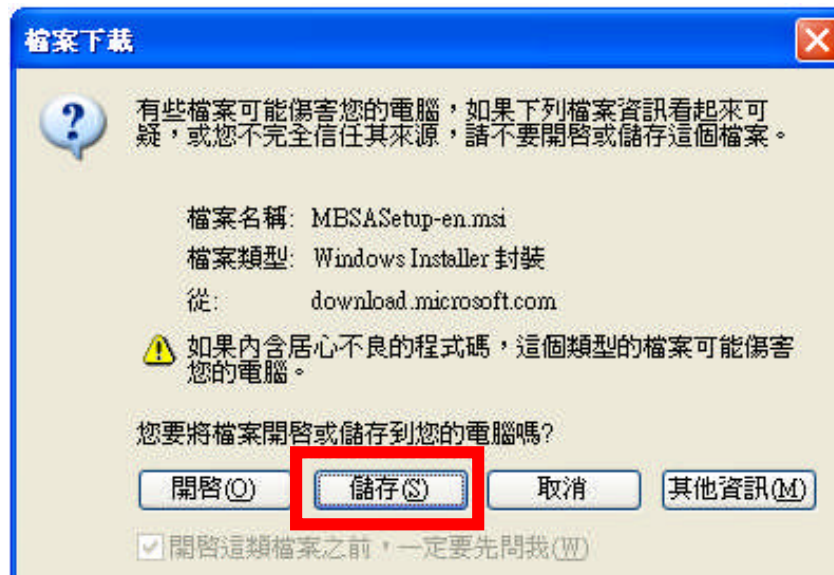 檔案下載
有些檔案可能傷害您的電腦，如果下列檔案資訊看起來可
疑，或您不完全信任其來源，請不要開啓或儲存這個檔案。
檔案名稱: MBSASetup-en.msi
檔案類型: Windows Installer 封裝
從: download.microsoft.com
如果內含居心不良的程式碼，這個類型的檔案可能傷害
您的電腦。
您要將檔案開啓或儲存到您的電腦嗎?
開啓(O) 儲存(S) 取消 其他資訊(M)
開啓這類檔案之前，一定要先問我(W)